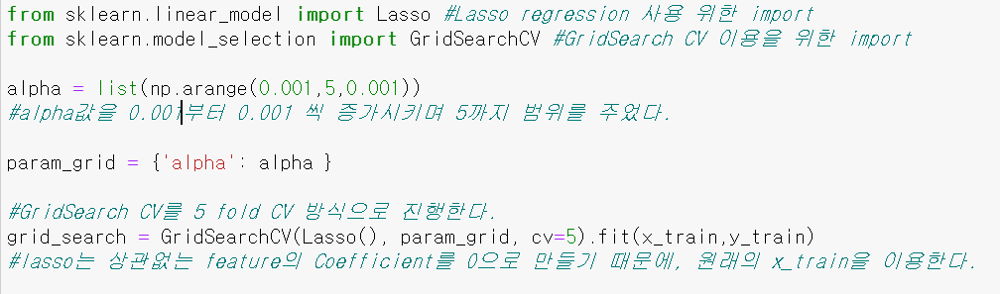 from sklearn.linear_model import Lasso #Lasso regression 사용 위한 import
from sklearn.model_selection import GridSearchCV #GridSearch CV 이용을 위한 import
alpha = list(np.arange(0.001,5,0.001))
#alpha값을 0.001부터 0.001 씩 증가시키며 5까지 범위를 주었다.
param_grid = {'alpha': alpha }
#GridSearch CV를 5 fold CV 방식으로 진행한다.
grid_search = GridSearchCV(Lasso(), param_grid, cv=5).fit(x_train,y_train)
#lasso는 상관없는 feature의 Coefficient를 0으로 만들기 때문에, 원래의 x_train을 이용한다.